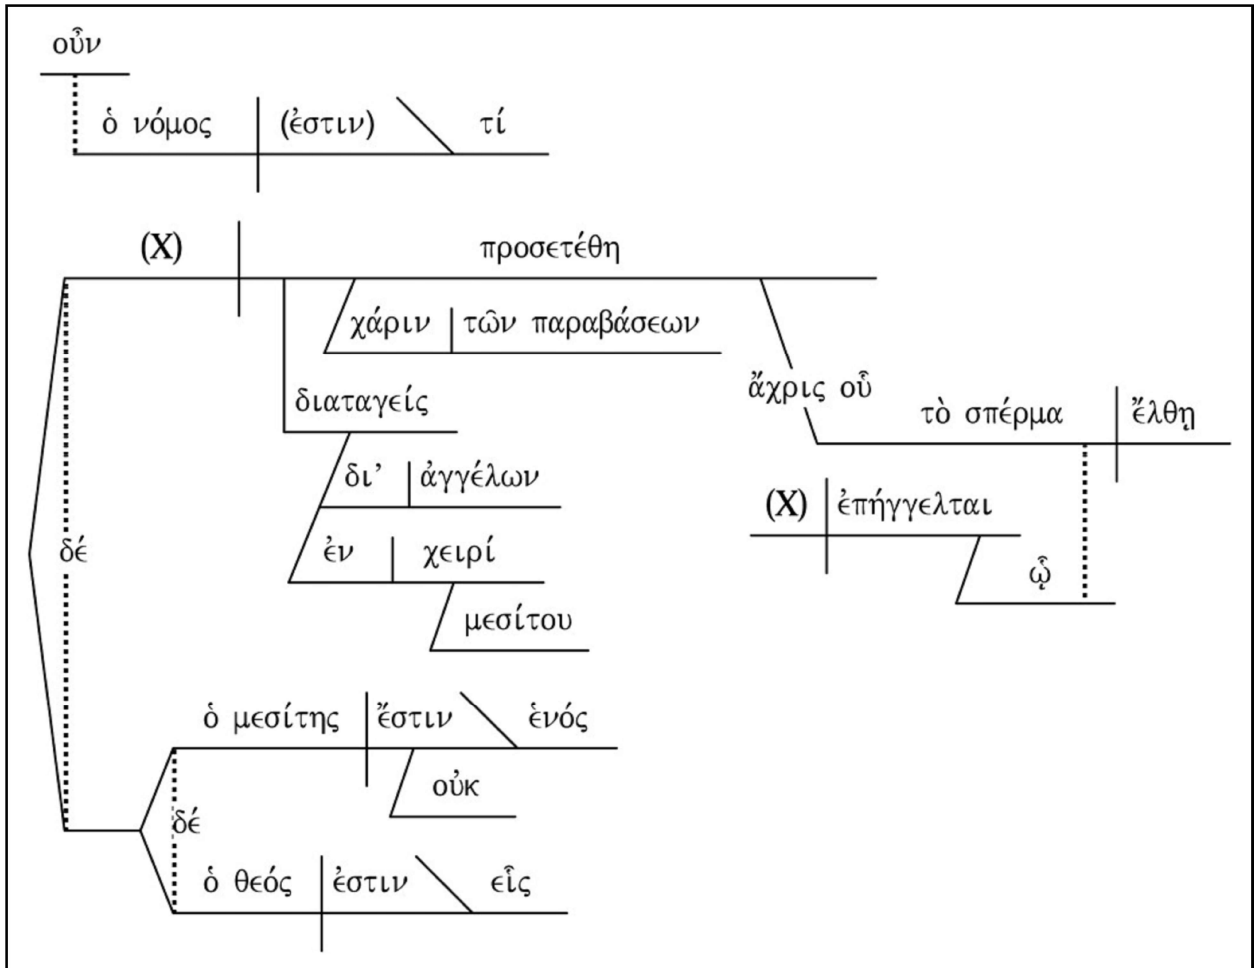 οὖν
ὁ νόμος (ἐστιν) τί
(X) προσετέθη
χάριν τῶν παραβάσεων
ἄχρις οὗ
διαταγείς
τὸ σπέρμα ἔλθῃ
δι’ ἀγγέλων
(X) ἐπήγγελται
δέ
ἐν χειρί
ᾧ
μεσίτου
ὁ μεσίτης ἔστιν ἑνός
οὐκ
δέ
ὁ θεός ἐστιν εἷς